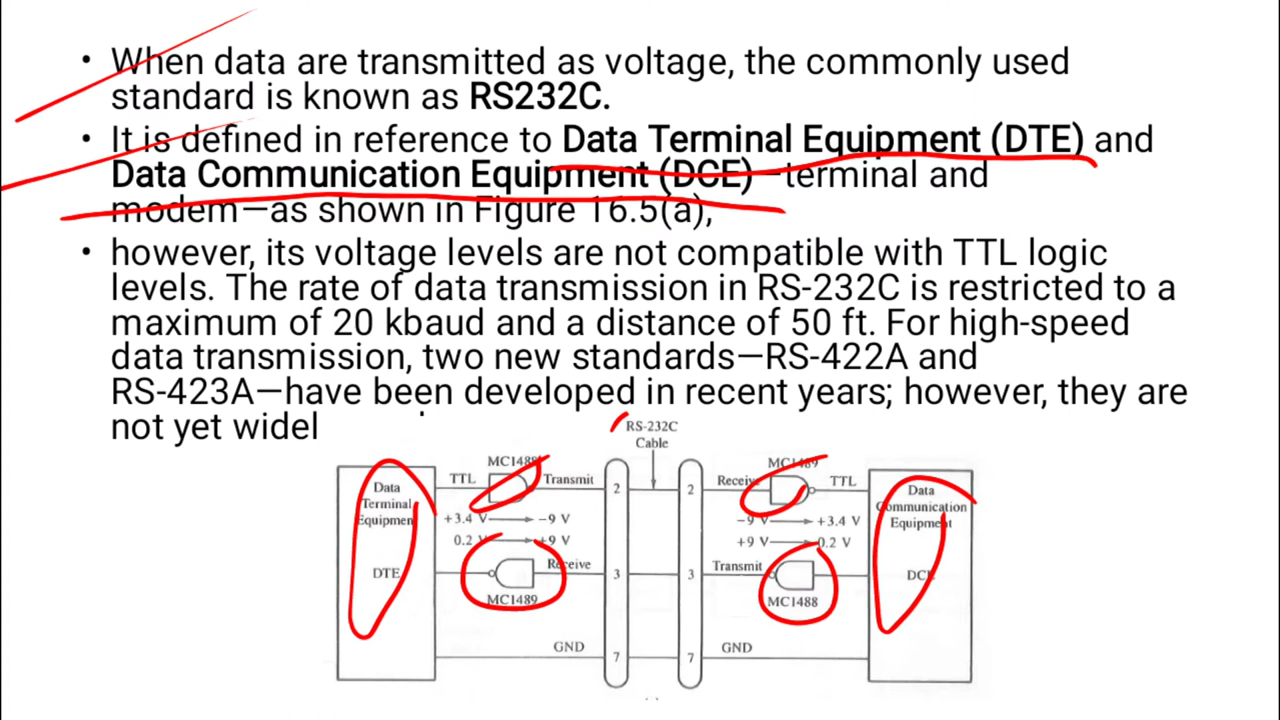 • When data are transmitted as voltage, the commonly used
standard is known as RS232C.
• It is defined in reference to Data Terminal Equipment (DTE) and
Data Communication Equipment (DCE)—terminal and
modem—as shown in Figure 16.5(a),
• however, its voltage levels are not compatible with TTL logic
levels. The rate of data transmission in RS-232C is restricted to a
maximum of 20 kbaud and a distance of 50 ft. For high-speed
data transmission, two new standards—RS-422A and
RS-423A—have been developed in recent years; however, they are
not yet widel
RS-232C
Cable
MC1488
MC1489
TTL
Transmit
Receive
TTL
2
2
Data
Terminal
Equipmen
DTE
Data
Communication
Equipment
DCE
+3.4 V → -9 V
0.2 V → +9 V
-9 V → +3.4 V
+9 V → 0.2 V
Receive
Transmit
3
3
MC1489
MC1488
GND
GND
7
7